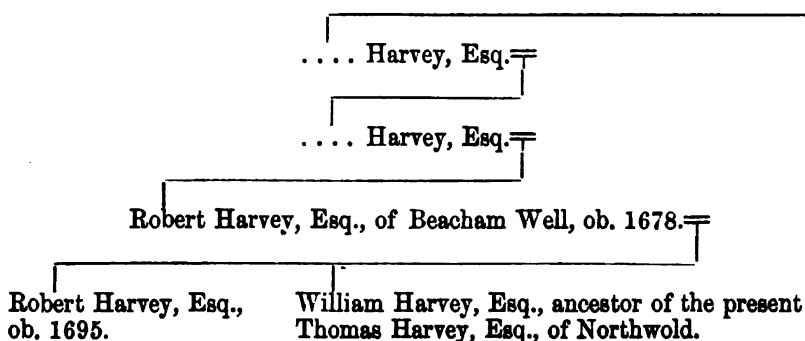 .... Harvey, Esq.
.... Harvey, Esq.
Robert Harvey, Esq., of Beacham Well, ob. 1678.
Robert Harvey, Esq.,
ob. 1695.
William Harvey, Esq., ancestor of the present
Thomas Harvey, Esq., of Northwold.